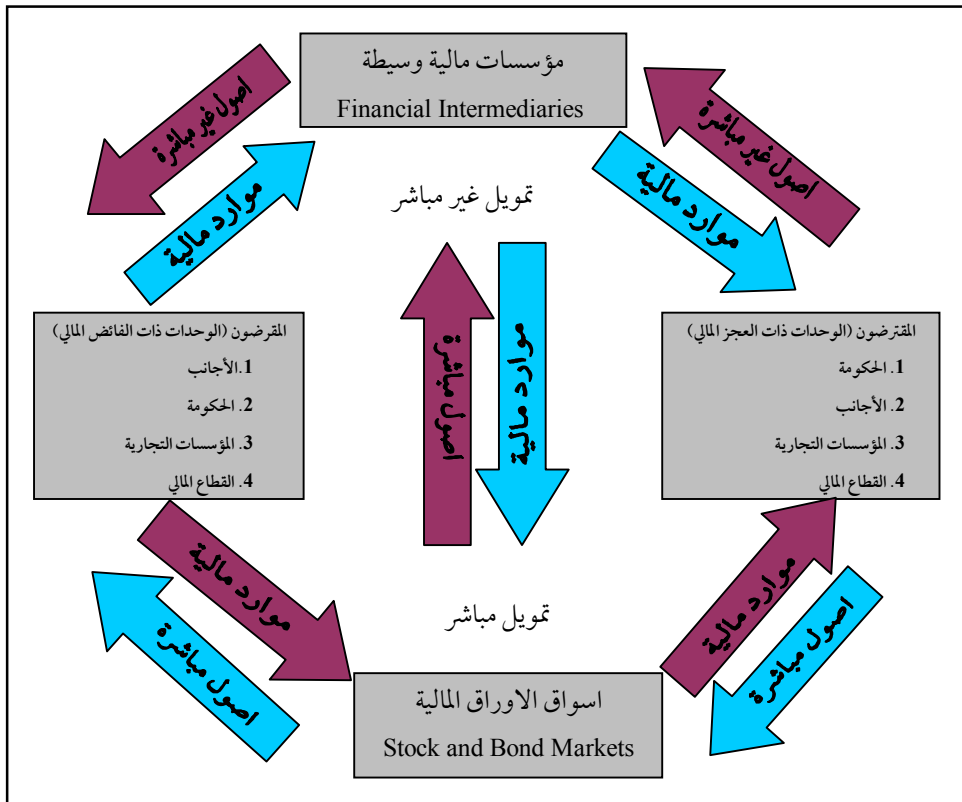 مؤسسات مالية وسيطة
Financial Intermediaries
اصول غير مباشرة
موارد مالية
اصول غير مباشرة
موارد مالية
تمويل غير مباشر
المقرضون (الوحدات ذات الفائض المالي)
1.الأجانب
2. الحكومة
3. المؤسسات التجارية
4. القطاع المالي
اصول مباشرة
موارد مالية
المقترضون (الوحدات ذات العجز المالي)
1. الحكومة
2. الأجانب
3. المؤسسات التجارية
4. القطاع المالي
موارد مالية
اصول مباشرة
تمويل مباشر
موارد مالية
اصول مباشرة
اسواق الاوراق المالية
Stock and Bond Markets